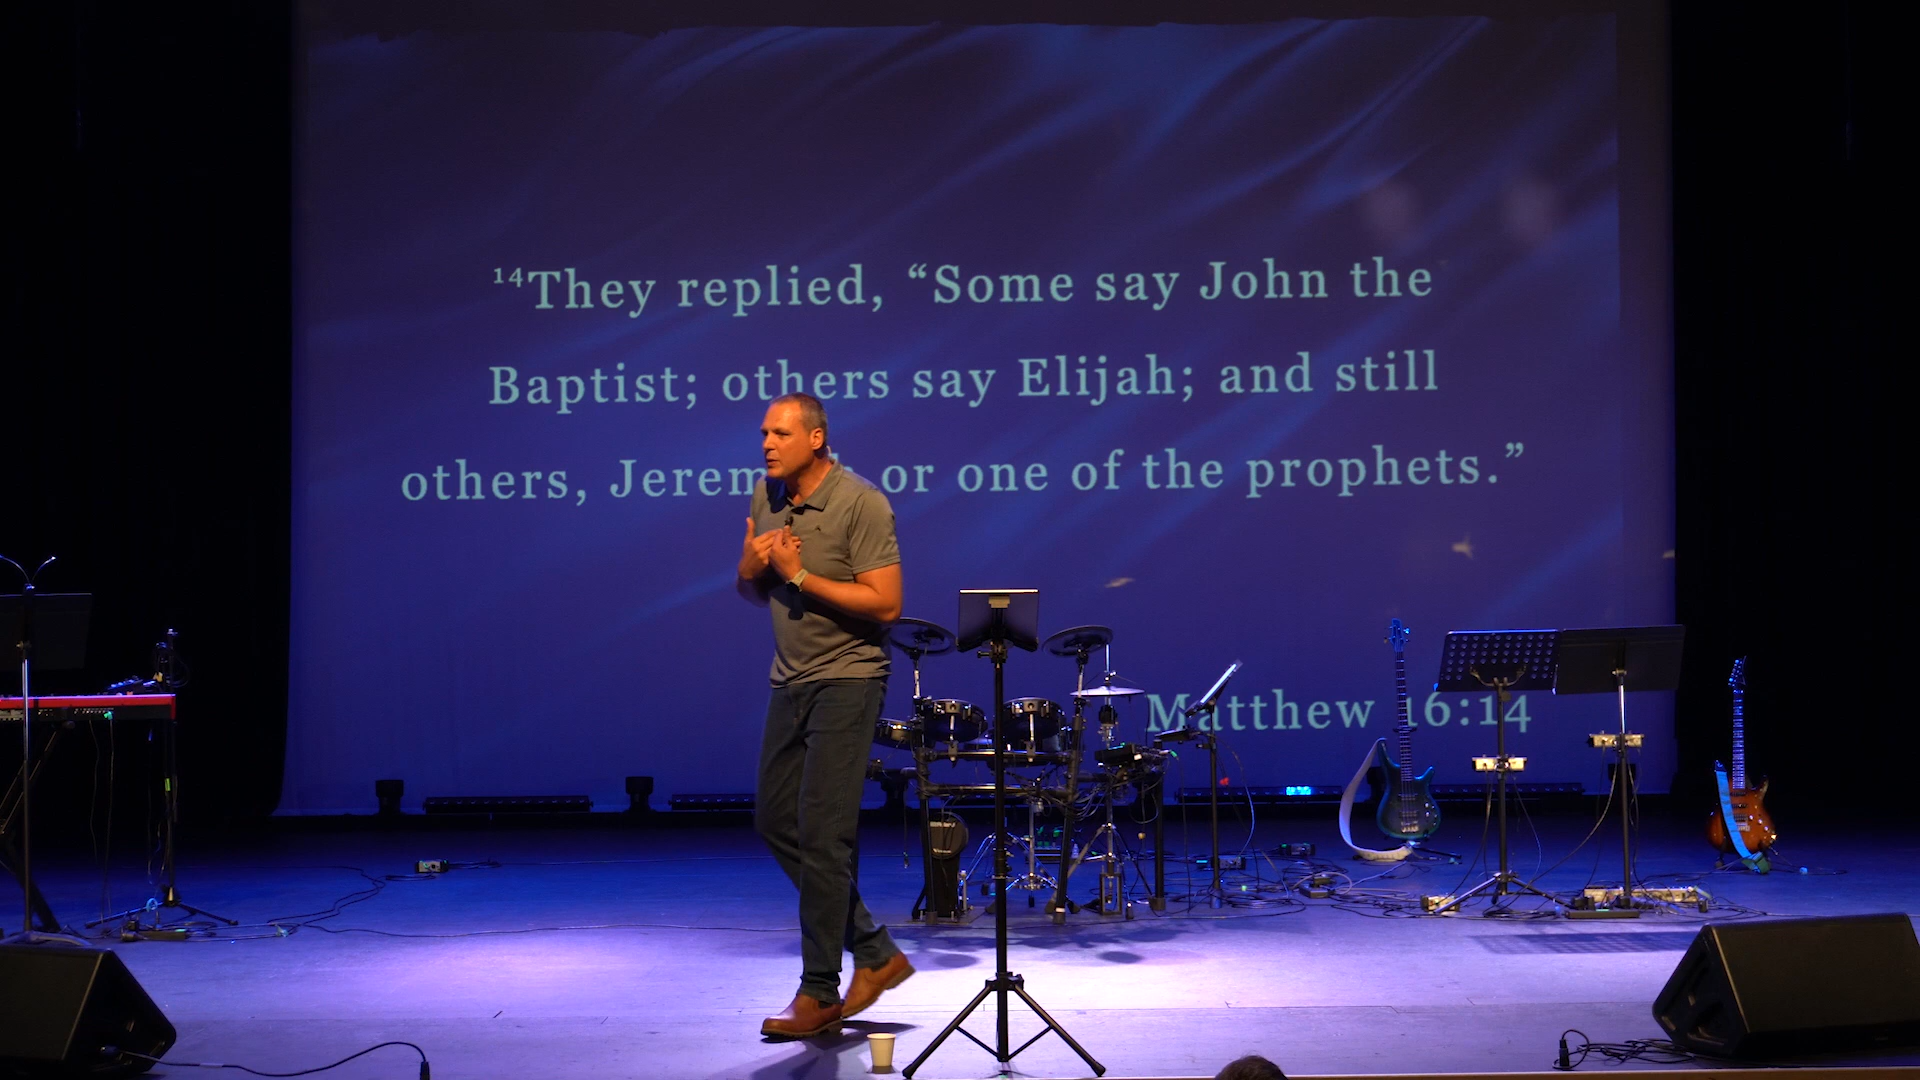 ¹⁴They replied, “Some say John the
Baptist; others say Elijah; and still
others, Jeremiah or one of the prophets.”
Matthew 16:14